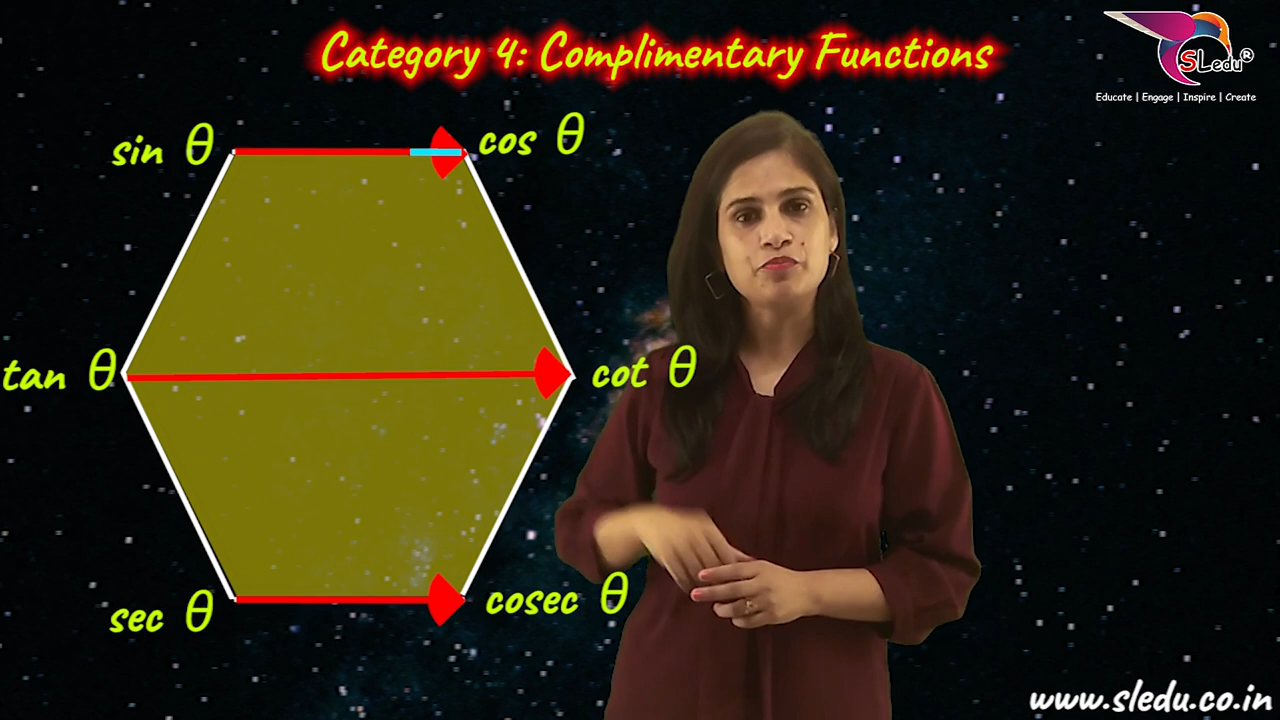 Category 4: Complimentary Functions
SLedu®
Educate | Engage | Inspire | Create
sin θ
cos θ
tan θ
cot θ
sec θ
cosec θ
www.sledu.co.in